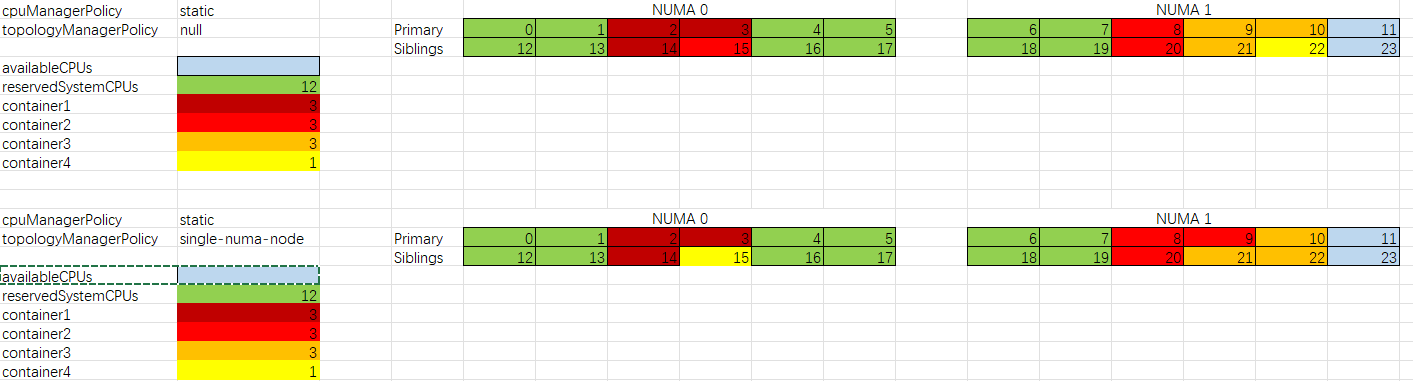 cpuManagerPolicy static NUMA 0 NUMA 1
topologyManagerPolicy null Primary 0 1 2 3 4 5 6 7 8 9 10 11
Siblings 12 13 14 15 16 17 18 19 20 21 22 23
availableCPUs
reservedSystemCPUs 12
container1 3
container2 3
container3 3
container4 1
cpuManagerPolicy static NUMA 0 NUMA 1
topologyManagerPolicy single-numa-node Primary 0 1 2 3 4 5 6 7 8 9 10 11
Siblings 12 13 14 15 16 17 18 19 20 21 22 23
availableCPUs
reservedSystemCPUs 12
container1 3
container2 3
container3 3
container4 1